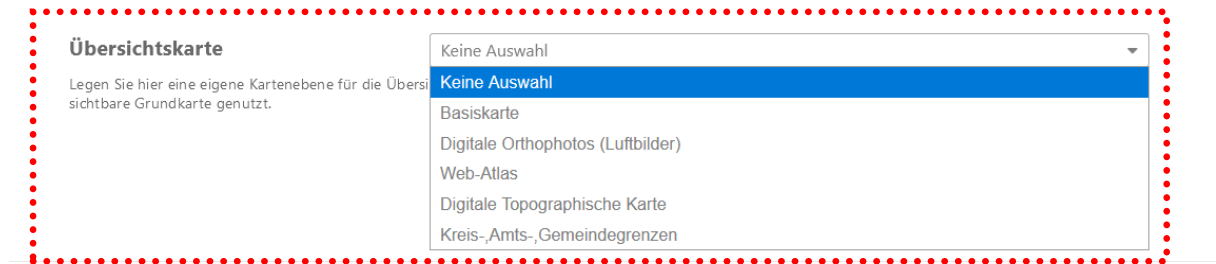 Übersichtskarte
Keine Auswahl
Legen Sie hier eine eigene Kartenebene für die Übersi
sichtbare Grundkarte genutzt.
Keine Auswahl
Basiskarte
Digitale Orthophotos (Luftbilder)
Web-Atlas
Digitale Topographische Karte
Kreis-,Amts-,Gemeindegrenzen